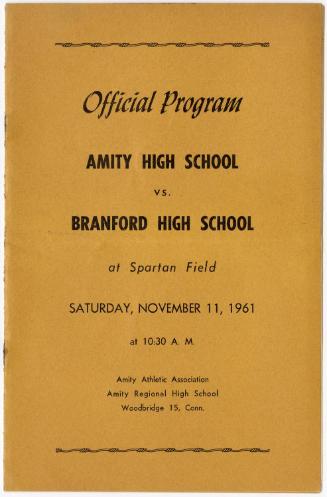 Official Program
AMITY HIGH SCHOOL
vs.
BRANFORD HIGH SCHOOL
at Spartan Field
SATURDAY, NOVEMBER 11, 1961
at 10:30 A. M.
Amity Athletic Association
Amity Regional High School
Woodbridge 15, Conn.